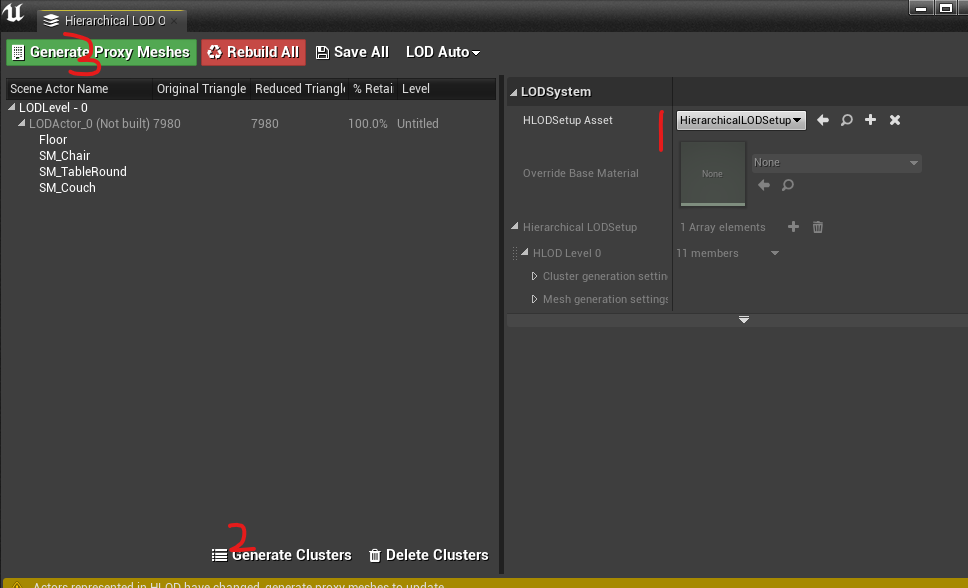 Hierarchical LOD O
Generate Proxy Meshes Rebuild All Save All LOD Auto
3
Scene Actor Name Original Triangle Reduced Triangle % Retai Level
LODLevel - 0
LODActor_0 (Not built) 7980 7980 100.0% Untitled
Floor
SM_Chair
SM_TableRound
SM_Couch
2
Generate Clusters Delete Clusters
LODSystem
HLODSetup Asset HierarchicalLODSetup
1
Override Base Material None None
Hierarchical LODSetup 1 Array elements
HLOD Level 0 11 members
Cluster generation settin
Mesh generation settings
Actors represented in HLOD have changed, generate proxy meshes to update.